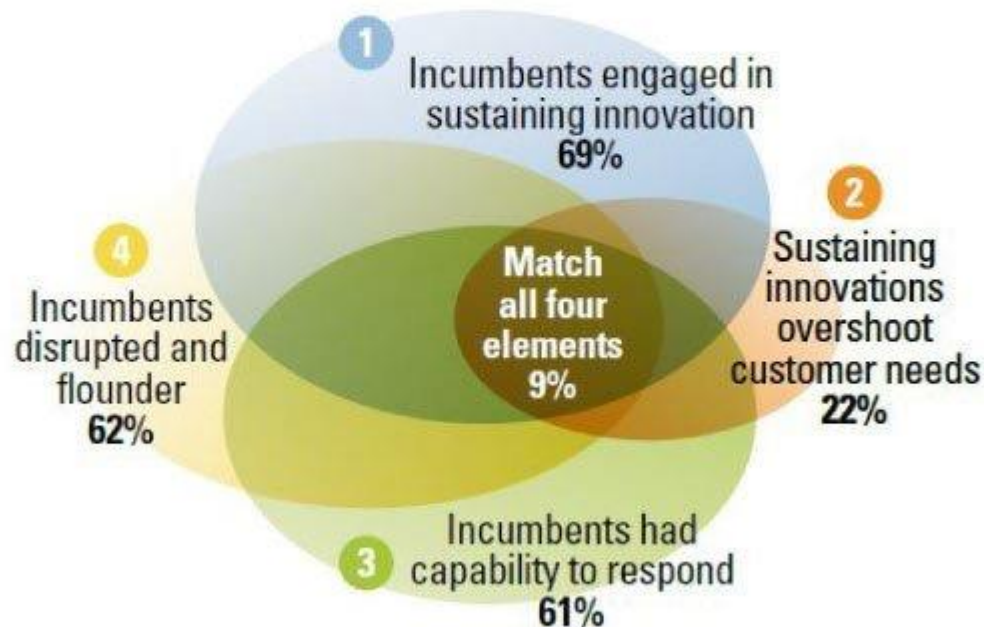 1
Incumbents engaged in
sustaining innovation
69%
2
Sustaining
innovations
overshoot
customer needs
22%
4
Incumbents
disrupted and
flounder
62%
Match
all four
elements
9%
3
Incumbents had
capability to respond
61%